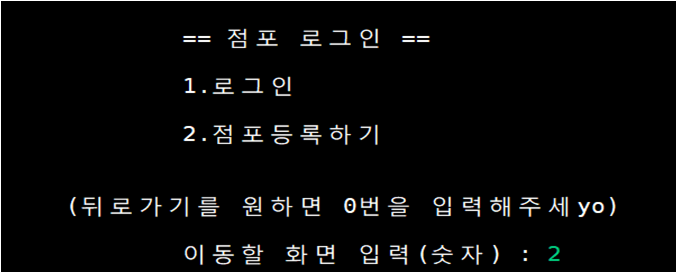 == 점포 로그인 ==
1.로그인
2.점포등록하기
(뒤로가기를 원하면 0번을 입력해주세yo)
이동할 화면 입력(숫자) : 2